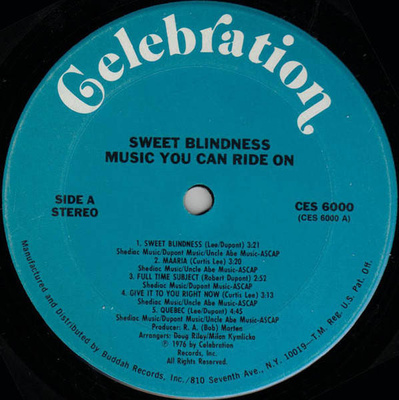 Celebration
SWEET BLINDNESS
MUSIC YOU CAN RIDE ON
SIDE A
STEREO
CES 6000
(CES 6000 A)
1. SWEET BLINDNESS (Lee/Dupont) 3:21
Shediac Music/Dupont Music/Uncle Abe Music-ASCAP
2. MAARIA (Curtis Lee) 3:20
Shediac Music/Uncle Abe Music-ASCAP
3. FULL TIME SUBJECT (Robert Dupont) 2:52
Shediac Music/Dupont Music/Uncle Abe Music-ASCAP
4. GIVE IT TO YOU RIGHT NOW (Curtis Lee) 3:13
Shediac Music/Uncle Abe Music-ASCAP
5. QUEBEC (Lee/Dupont) 4:45
Shediac Music/Dupont Music/Uncle Abe Music-ASCAP
Producer: R. A. (Bob) Morten
Arrangers: Doug Riley/Milan Kymlicka
℗ 1976 by Celebration
Records, Inc.
All Rights Reserved.
Manufactured and Distributed by Buddah Records, Inc./810 Seventh Ave., N.Y. 10019—T.M. Reg. U.S. Pat. Off.